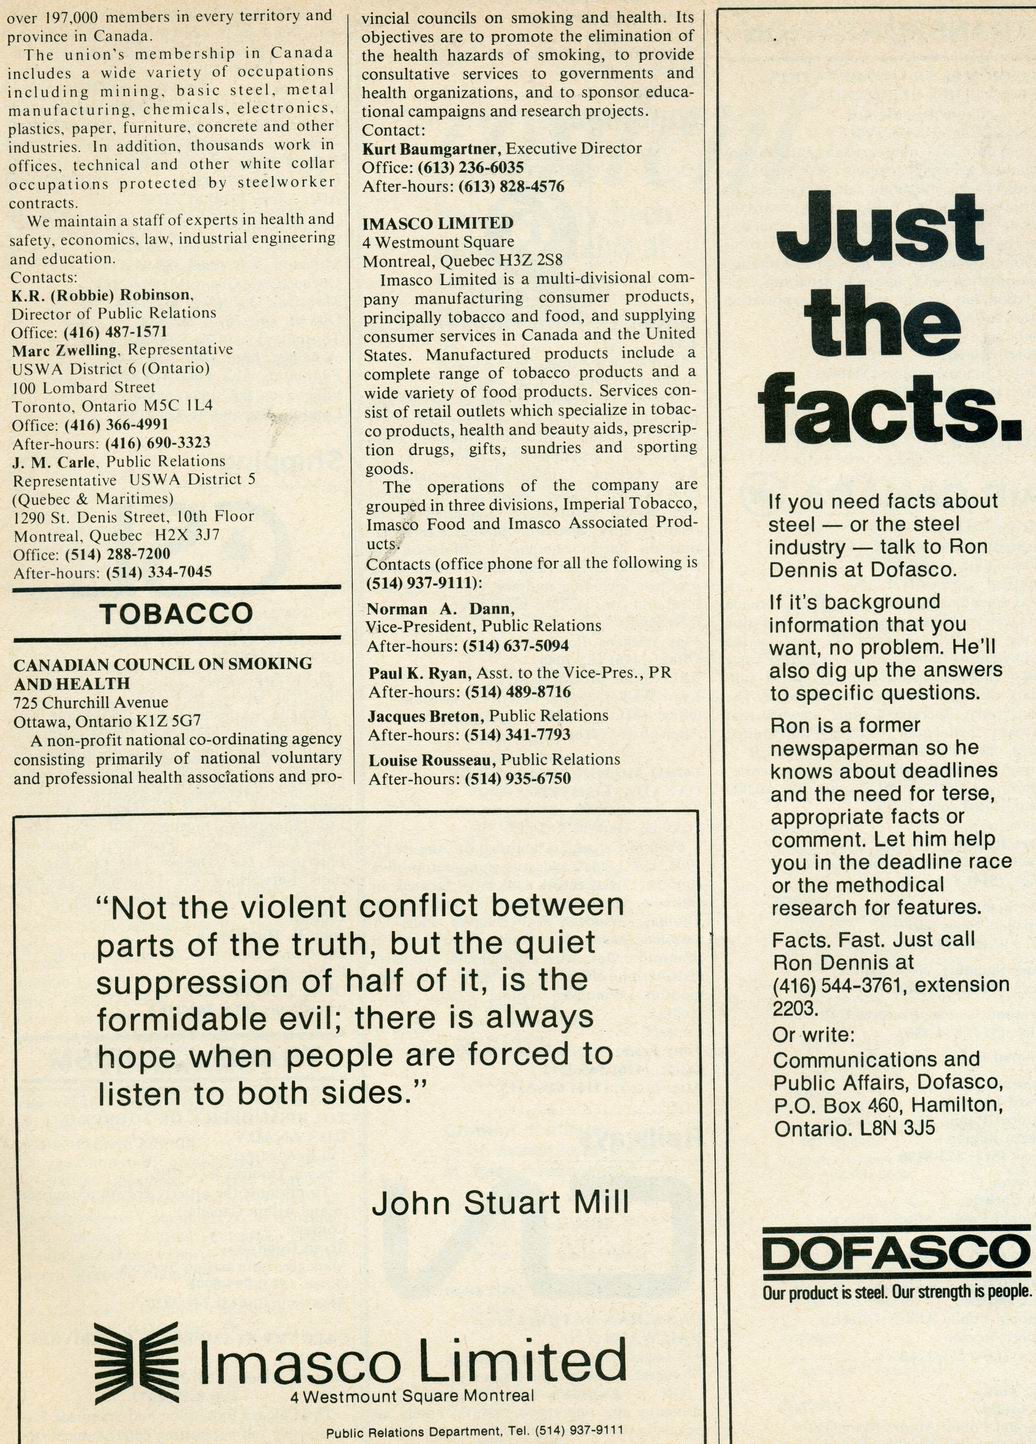 over 197,000 members in every territory and
province in Canada.
The union's membership in Canada
includes a wide variety of occupations
including mining, basic steel, metal
manufacturing, chemicals, electronics,
plastics, paper, furniture, concrete and other
industries. In addition, thousands work in
offices, technical and other white collar
occupations protected by steelworker
contracts.
We maintain a staff of experts in health and
safety, economics, law, industrial engineering
and education.
Contacts:
K.R. (Robbie) Robinson,
Director of Public Relations
Office: (416) 487-1571
Marc Zwelling, Representative
USWA District 6 (Ontario)
100 Lombard Street
Toronto, Ontario M5C 1L4
Office: (416) 366-4991
After-hours: (416) 690-3323
J. M. Carle, Public Relations
Representative USWA District 5
(Quebec & Maritimes)
1290 St. Denis Street, 10th Floor
Montreal, Quebec H2X 3J7
Office: (514) 288-7200
After-hours: (514) 334-7045
TOBACCO
CANADIAN COUNCIL ON SMOKING
AND HEALTH
725 Churchill Avenue
Ottawa, Ontario K1Z 5G7
A non-profit national co-ordinating agency
consisting primarily of national voluntary
and professional health associations and pro-
vincial councils on smoking and health. Its
objectives are to promote the elimination of
the health hazards of smoking, to provide
consultative services to governments and
health organizations, and to sponsor educa-
tional campaigns and research projects.
Contact:
Kurt Baumgartner, Executive Director
Office: (613) 236-6035
After-hours: (613) 828-4576
IMASCO LIMITED
4 Westmount Square
Montreal, Quebec H3Z 2S8
Imasco Limited is a multi-divisional com-
pany manufacturing consumer products,
principally tobacco and food, and supplying
consumer services in Canada and the United
States. Manufactured products include a
complete range of tobacco products and a
wide variety of food products. Services con-
sist of retail outlets which specialize in tobac-
co products, health and beauty aids, prescrip-
tion drugs, gifts, sundries and sporting
goods.
The operations of the company are
grouped in three divisions, Imperial Tobacco,
Imasco Food and Imasco Associated Prod-
ucts.
Contacts (office phone for all the following is
(514) 937-9111):
Norman A. Dann,
Vice-President, Public Relations
After-hours: (514) 637-5094
Paul K. Ryan, Asst. to the Vice-Pres., PR
After-hours: (514) 489-8716
Jacques Breton, Public Relations
After-hours: (514) 341-7793
Louise Rousseau, Public Relations
After-hours: (514) 935-6750
"Not the violent conflict between
parts of the truth, but the quiet
suppression of half of it, is the
formidable evil; there is always
hope when people are forced to
listen to both sides."
John Stuart Mill
Imasco Limited
4 Westmount Square Montreal
Public Relations Department, Tel. (514) 937-9111
Just
the
facts.
If you need facts about
steel — or the steel
industry — talk to Ron
Dennis at Dofasco.
If it's background
information that you
want, no problem. He'll
also dig up the answers
to specific questions.
Ron is a former
newspaperman so he
knows about deadlines
and the need for terse,
appropriate facts or
comment. Let him help
you in the deadline race
or the methodical
research for features.
Facts. Fast. Just call
Ron Dennis at
(416) 544-3761, extension
2203.
Or write:
Communications and
Public Affairs, Dofasco,
P.O. Box 460, Hamilton,
Ontario. L8N 3J5
DOFASCO
Our product is steel. Our strength is people.